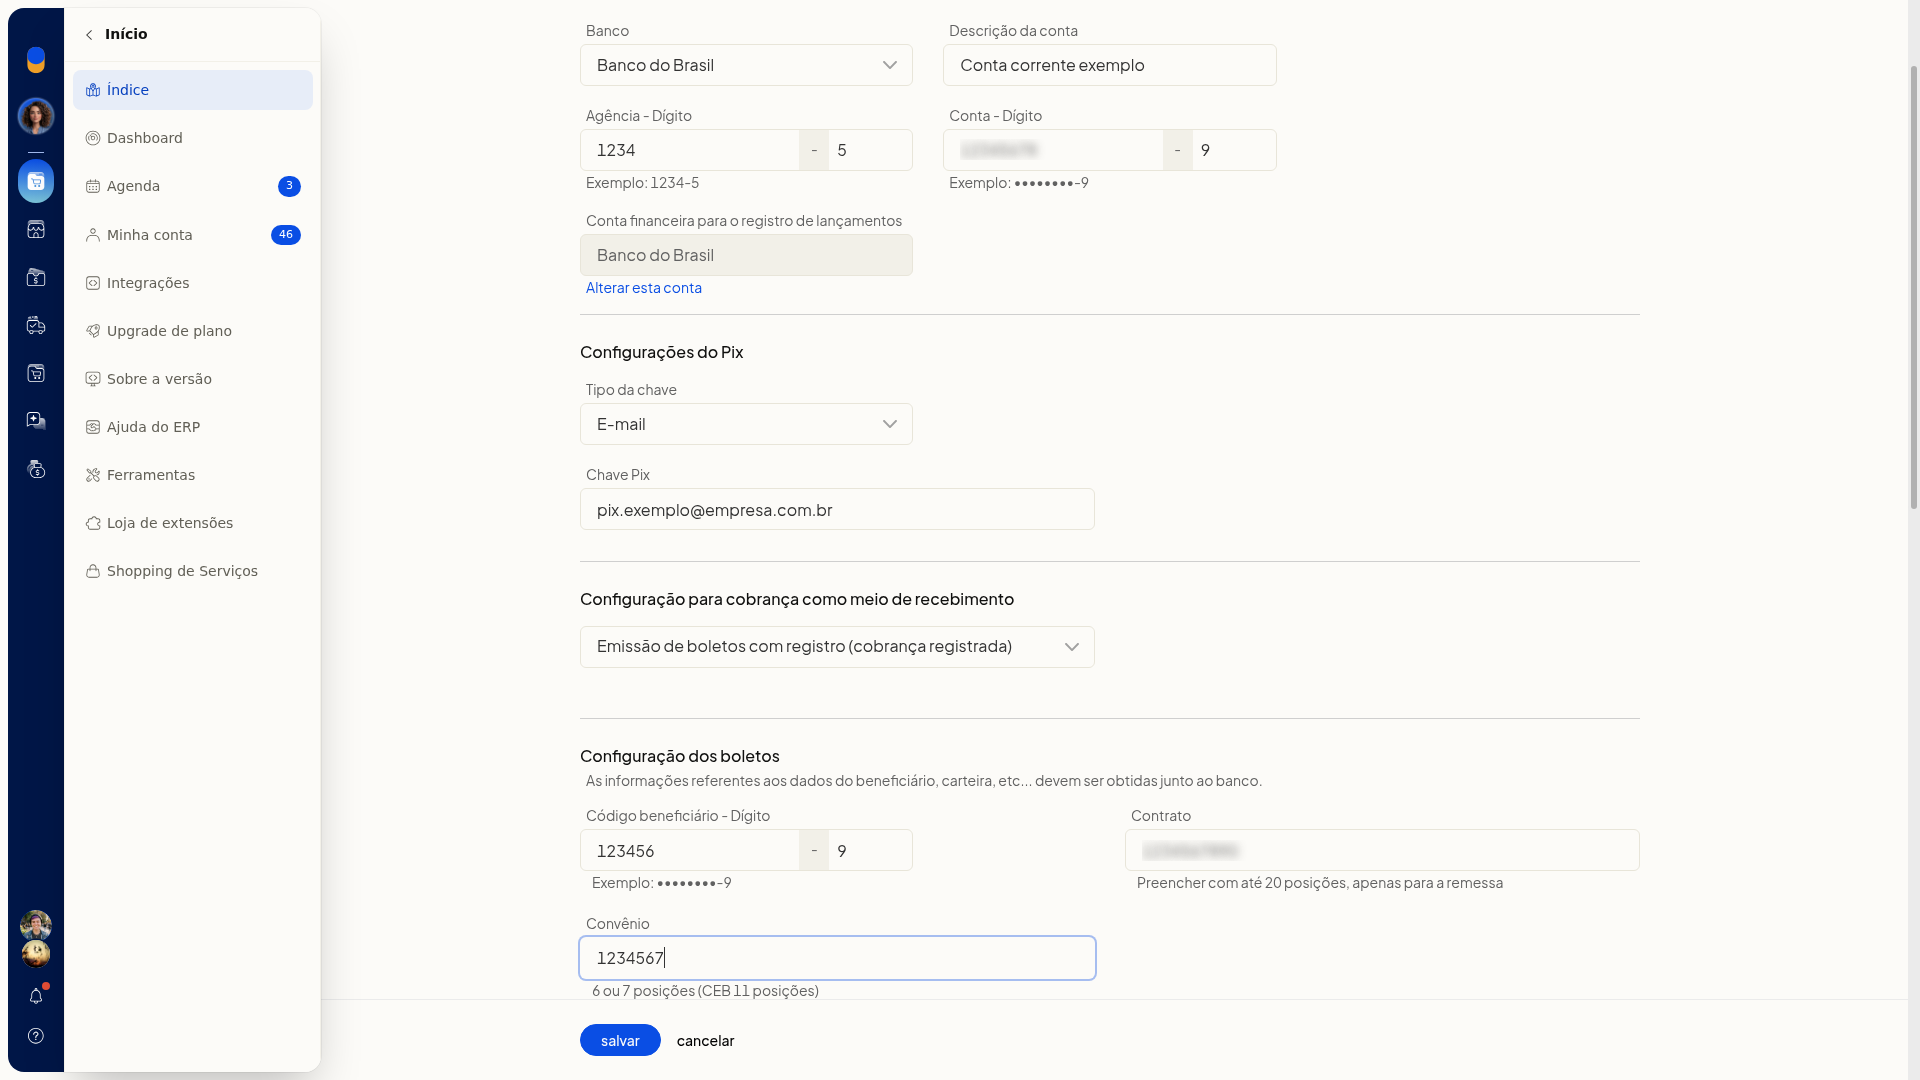 Início
Índice
Dashboard
Agenda
3
Minha conta
46
Integrações
Upgrade de plano
Sobre a versão
Ajuda do ERP
Ferramentas
Loja de extensões
Shopping de Serviços
Banco
Descrição da conta
Banco do Brasil
Conta corrente exemplo
Agência - Dígito
Conta - Dígito
1234 - 5
- 9
Exemplo: 1234-5
Exemplo: ••••••••-9
Conta financeira para o registro de lançamentos
Banco do Brasil
Alterar esta conta
Configurações do Pix
Tipo da chave
E-mail
Chave Pix
pix.exemplo@empresa.com.br
Configuração para cobrança como meio de recebimento
Emissão de boletos com registro (cobrança registrada)
Configuração dos boletos
As informações referentes aos dados do beneficiário, carteira, etc... devem ser obtidas junto ao banco.
Código beneficiário - Dígito
Contrato
123456 - 9
Exemplo: ••••••••-9
Preencher com até 20 posições, apenas para a remessa
Convênio
1234567
6 ou 7 posições (CEB 11 posições)
salvar
cancelar